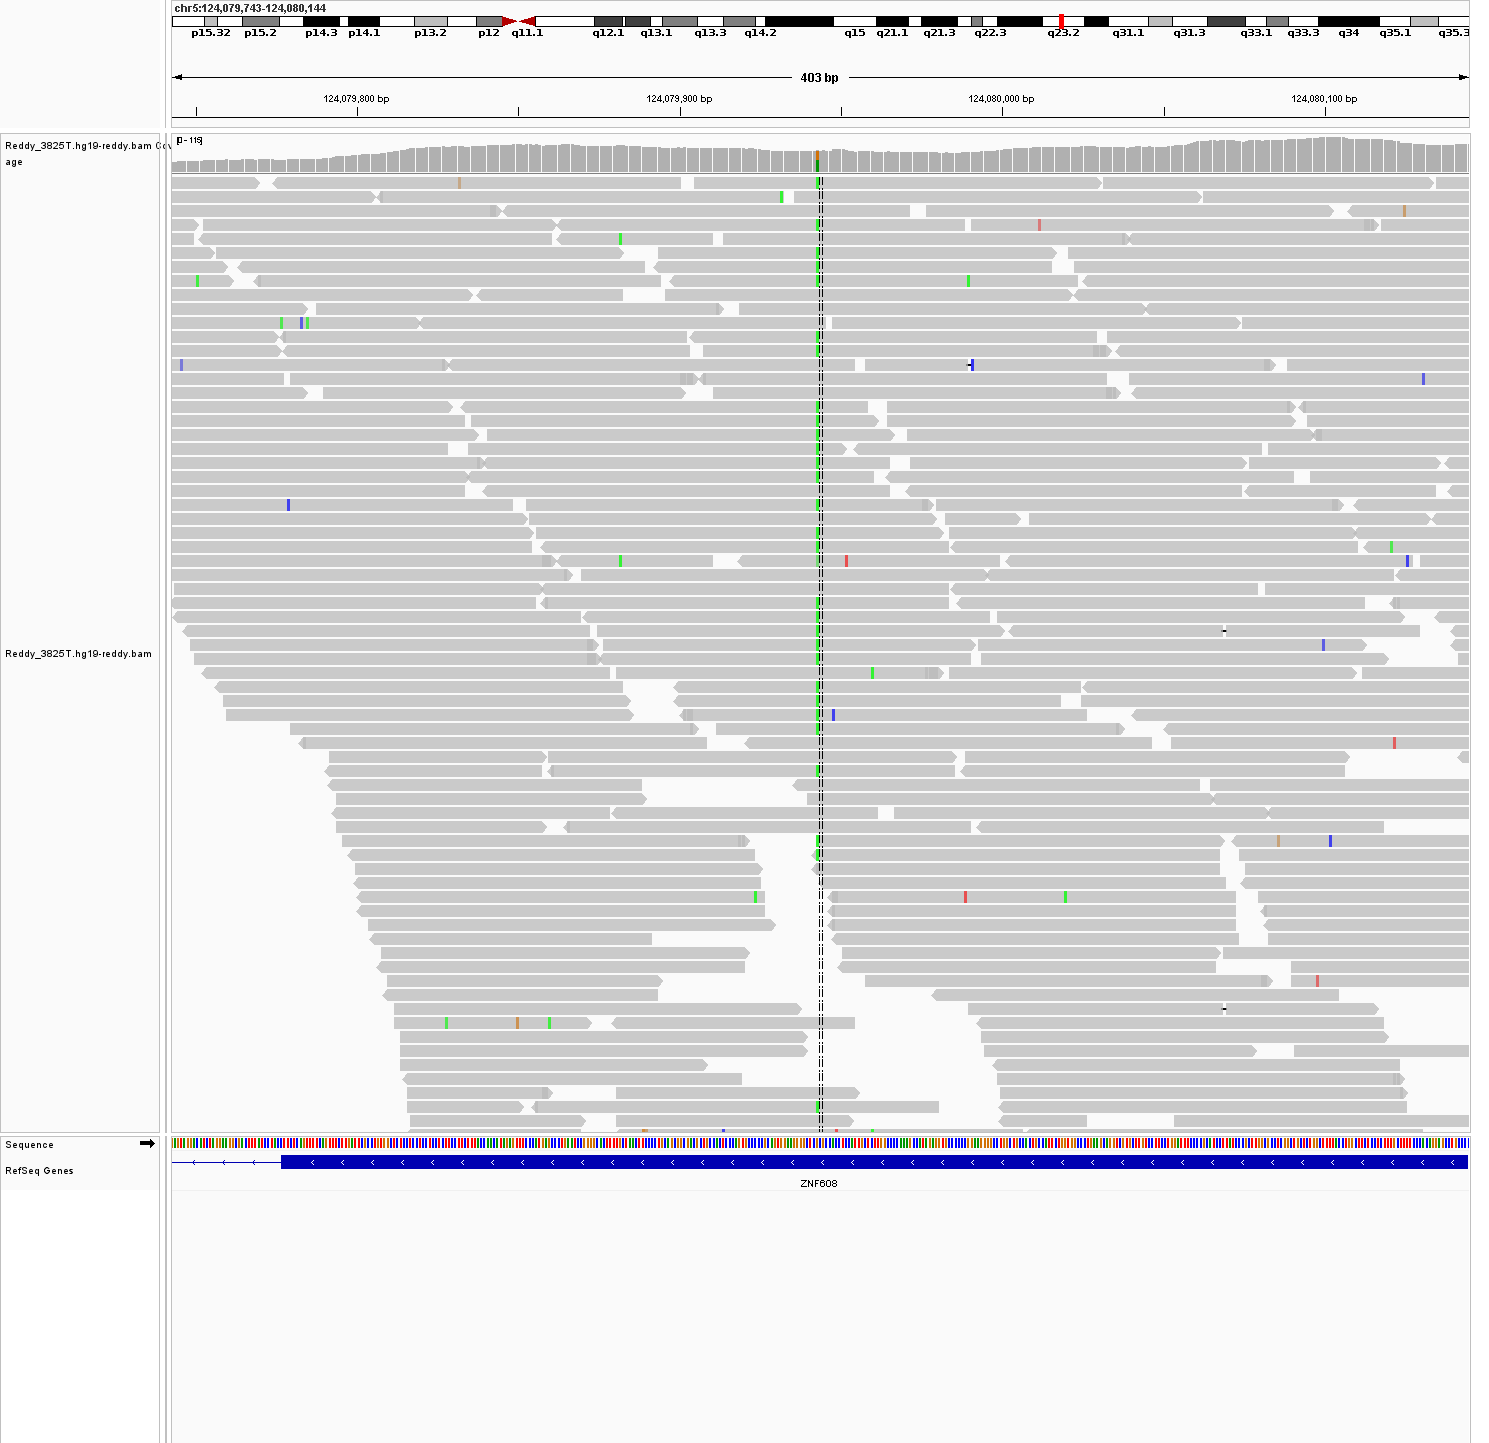 chr5:124,079,743-124,080,144
p15.32 p15.2 p14.3 p14.1 p13.2 p12 q11.1 q12.1 q13.1 q13.3 q14.2 q15 q21.1 q21.3 q22.3 q23.2 q31.1 q31.3 q33.1 q33.3 q34 q35.1 q35.3
403 bp
124,079,800 bp 124,079,900 bp 124,080,000 bp 124,080,100 bp
[0 - 115]
Reddy_3825T.hg19-reddy.bam Cov
age
Reddy_3825T.hg19-reddy.bam
Sequence
RefSeq Genes
ZNF608